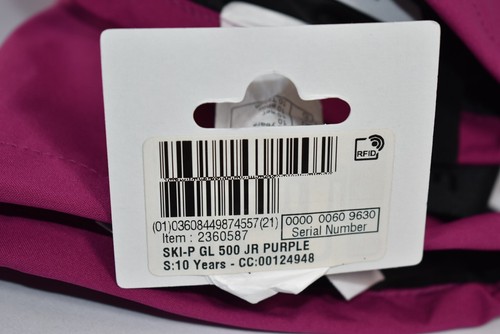 RFID
(01)03608449874557(21)
0000 0060 9630
Item : 2360587
Serial Number
SKI-P GL 500 JR PURPLE
S:10 Years - CC:00124948